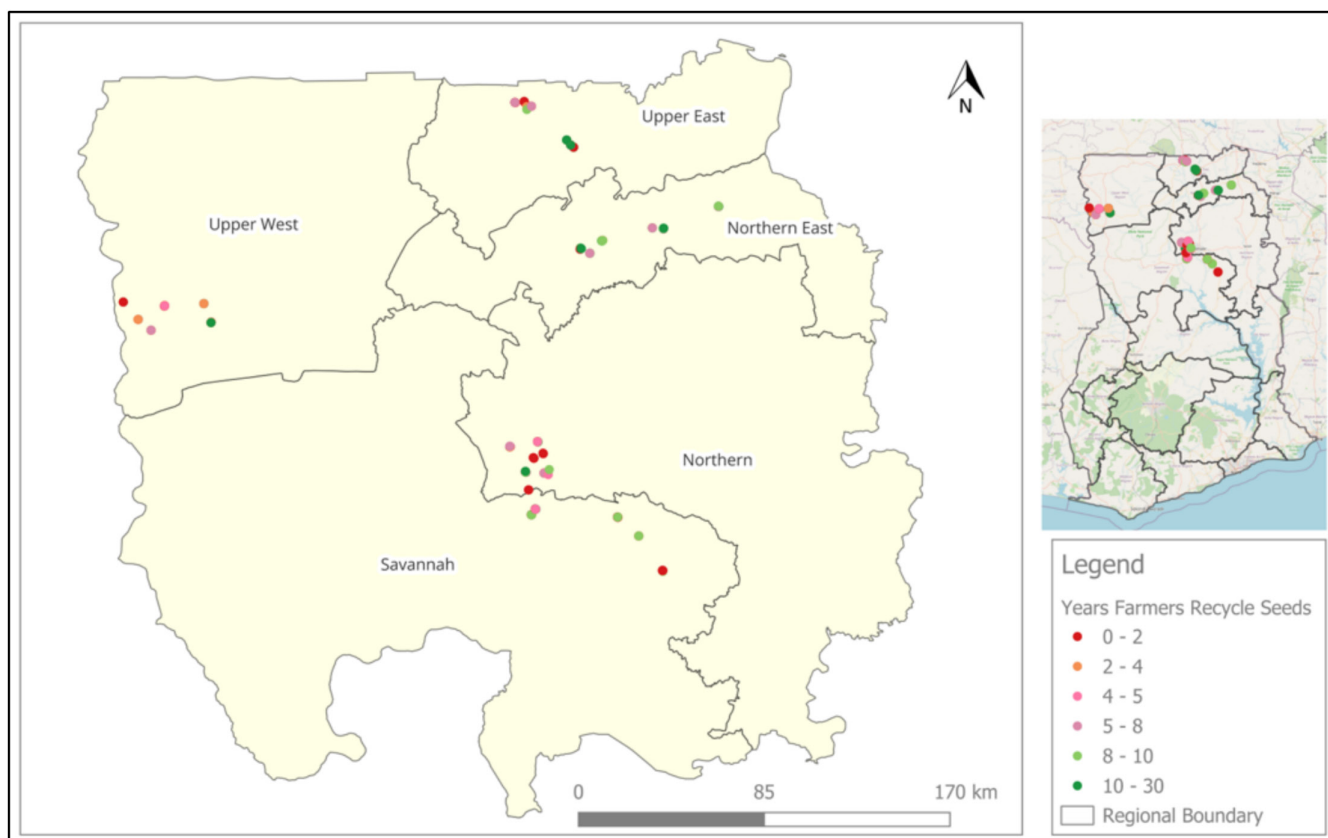 Upper East
N
Upper West
Northern East
Northern
Savannah
0 85 170 km
Legend
Years Farmers Recycle Seeds
0 - 2
2 - 4
4 - 5
5 - 8
8 - 10
10 - 30
Regional Boundary